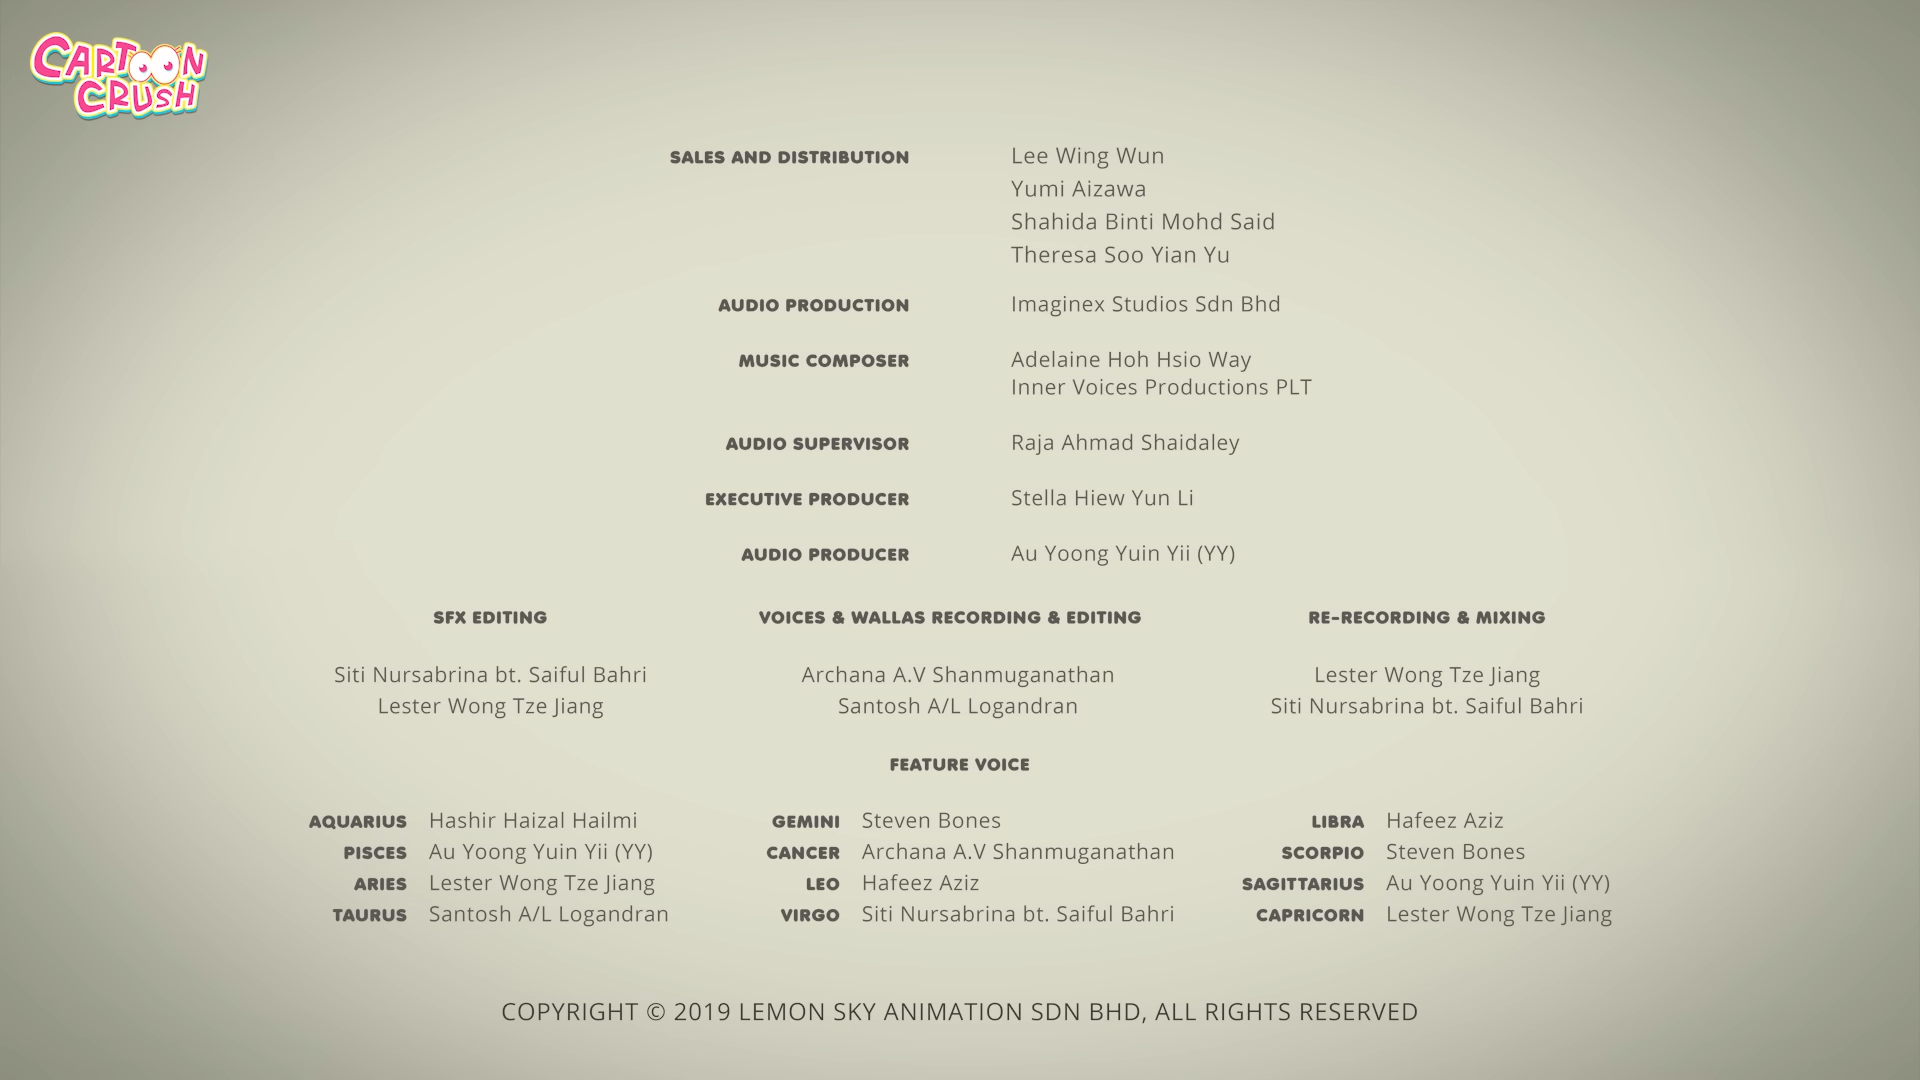 CARTOON
CRUSH
SALES AND DISTRIBUTION Lee Wing Wun
Yumi Aizawa
Shahida Binti Mohd Said
Theresa Soo Yian Yu
AUDIO PRODUCTION Imaginex Studios Sdn Bhd
MUSIC COMPOSER Adelaine Hoh Hsio Way
Inner Voices Productions PLT
AUDIO SUPERVISOR Raja Ahmad Shaidaley
EXECUTIVE PRODUCER Stella Hiew Yun Li
AUDIO PRODUCER Au Yoong Yuin Yii (YY)
SFX EDITING
Siti Nursabrina bt. Saiful Bahri
Lester Wong Tze Jiang
VOICES & WALLAS RECORDING & EDITING
Archana A.V Shanmuganathan
Santosh A/L Logandran
RE-RECORDING & MIXING
Lester Wong Tze Jiang
Siti Nursabrina bt. Saiful Bahri
FEATURE VOICE
AQUARIUS Hashir Haizal Hailmi
PISCES Au Yoong Yuin Yii (YY)
ARIES Lester Wong Tze Jiang
TAURUS Santosh A/L Logandran
GEMINI Steven Bones
CANCER Archana A.V Shanmuganathan
LEO Hafeez Aziz
VIRGO Siti Nursabrina bt. Saiful Bahri
LIBRA Hafeez Aziz
SCORPIO Steven Bones
SAGITTARIUS Au Yoong Yuin Yii (YY)
CAPRICORN Lester Wong Tze Jiang
COPYRIGHT © 2019 LEMON SKY ANIMATION SDN BHD, ALL RIGHTS RESERVED